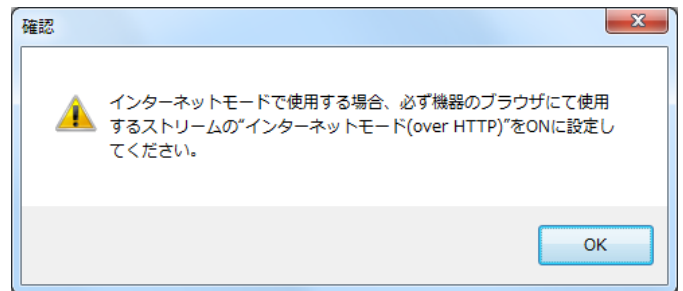 確認
インターネットモードで使用する場合、必ず機器のブラウザにて使用
するストリームの"インターネットモード(over HTTP)"をONに設定し
てください。
OK